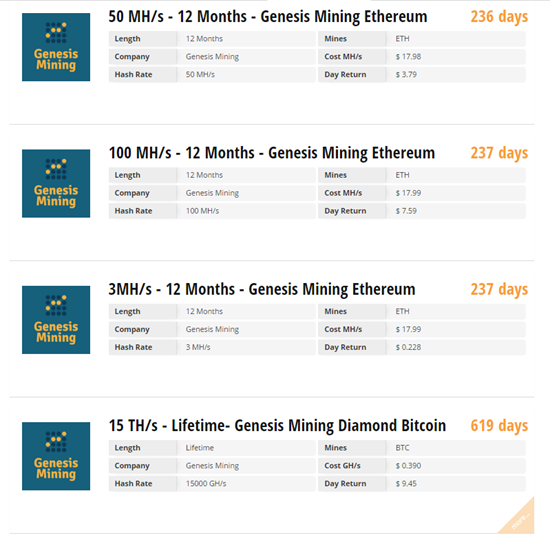 50 MH/s - 12 Months - Genesis Mining Ethereum 236 days
Genesis
Mining
Length 12 Months Mines ETH
Company Genesis Mining Cost MH/s $ 17.98
Hash Rate 50 MH/s Day Return $ 3.79
100 MH/s - 12 Months - Genesis Mining Ethereum 237 days
Genesis
Mining
Length 12 Months Mines ETH
Company Genesis Mining Cost MH/s $ 17.99
Hash Rate 100 MH/s Day Return $ 7.59
3MH/s - 12 Months - Genesis Mining Ethereum 237 days
Genesis
Mining
Length 12 Months Mines ETH
Company Genesis Mining Cost MH/s $ 17.99
Hash Rate 3 MH/s Day Return $ 0.228
15 TH/s - Lifetime- Genesis Mining Diamond Bitcoin 619 days
Genesis
Mining
Length Lifetime Mines BTC
Company Genesis Mining Cost GH/s $ 0.390
Hash Rate 15000 GH/s Day Return $ 9.45
more...